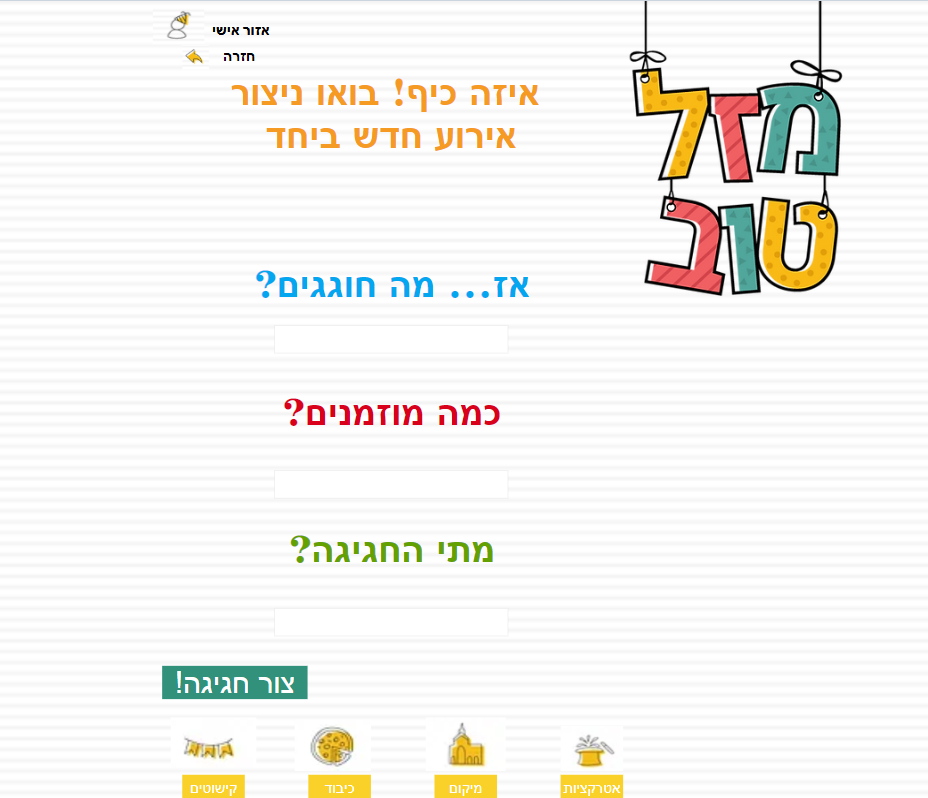 אזור אישי
חזרה
מזל
טוב
איזה כיף! בואו ניצור
אירוע חדש ביחד
אז... מה חוגגים?
כמה מוזמנים?
מתי החגיגה?
צור חגיגה!
אטרקציות
מיקום
כיבוד
קישוטים